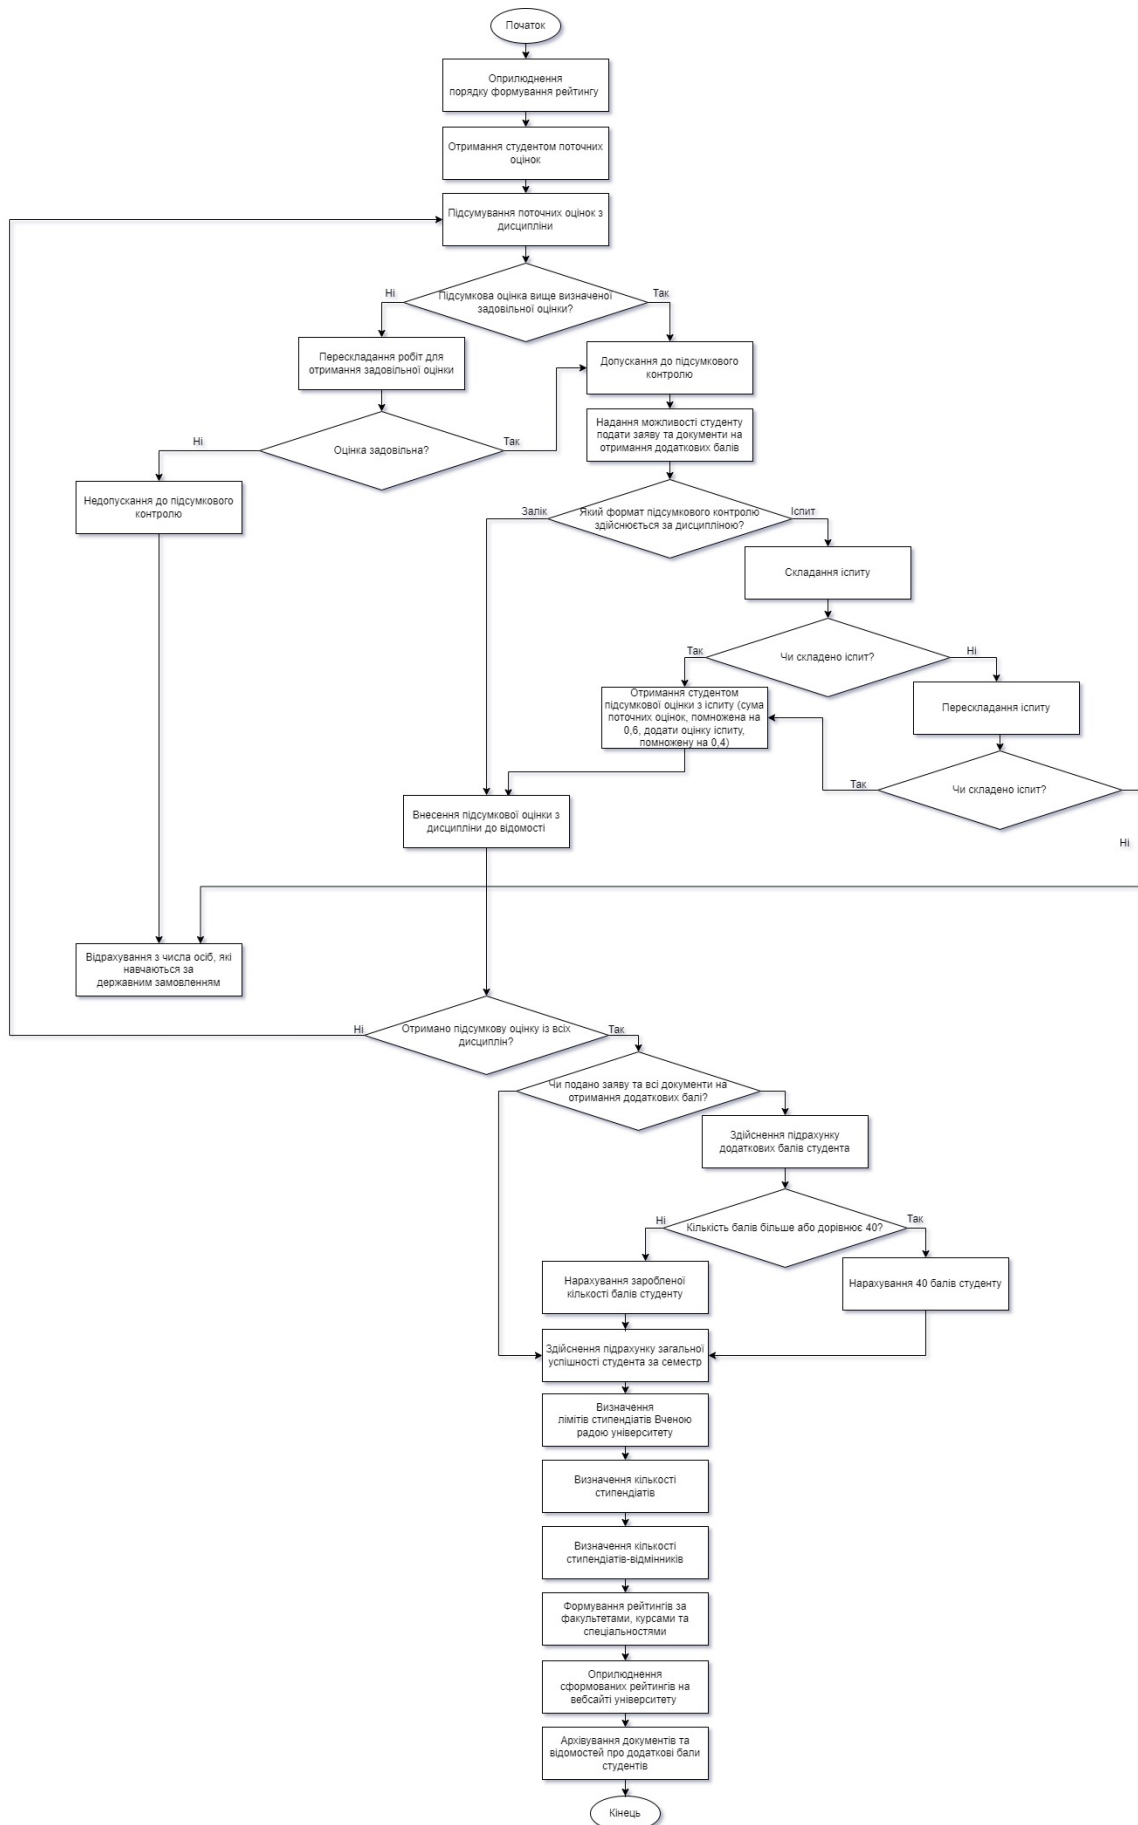 Початок
Оприлюднення
порядку формування рейтингу
Отримання студентом поточних
оцінок
Підсумування поточних оцінок з
дисципліни
Ні
Підсумкова оцінка вище визначеної
задовільної оцінки?
Так
Перескладання робіт для
отримання задовільної оцінки
Допускання до підсумкового
контролю
Ні
Оцінка задовільна?
Так
Надання можливості студенту
подати заяву та документи на
отримання додаткових балів
Недопускання до підсумкового
контролю
Залік
Який формат підсумкового контролю
здійснюється за дисципліною?
Іспит
Складання іспиту
Так
Чи складено іспит?
Ні
Отримання студентом
підсумкової оцінки з іспиту (сума
поточних оцінок, помножена на
0,6, додати оцінку іспиту,
помножену на 0,4)
Перескладання іспиту
Так
Чи складено іспит?
Ні
Внесення підсумкової оцінки з
дисципліни до відомості
Відрахування з числа осіб, які
навчаються за
державним замовленням
Ні
Отримано підсумкову оцінку із всіх
дисциплін?
Так
Чи подано заяву та всі документи на
отримання додаткових балі?
Здійснення підрахунку
додаткових балів студента
Ні
Кількість балів більше або дорівнює 40?
Так
Нарахування заробленої
кількості балів студенту
Нарахування 40 балів студенту
Здійснення підрахунку загальної
успішності студента за семестр
Визначення
лімітів стипендіатів Вченою
радою університету
Визначення кількості
стипендіатів
Визначення кількості
стипендіатів-відмінників
Формування рейтингів за
факультетами, курсами та
спеціальностями
Оприлюднення
сформованих рейтингів на
вебсайті університету
Архівування документів та
відомостей про додаткові бали
студентів
Кінець